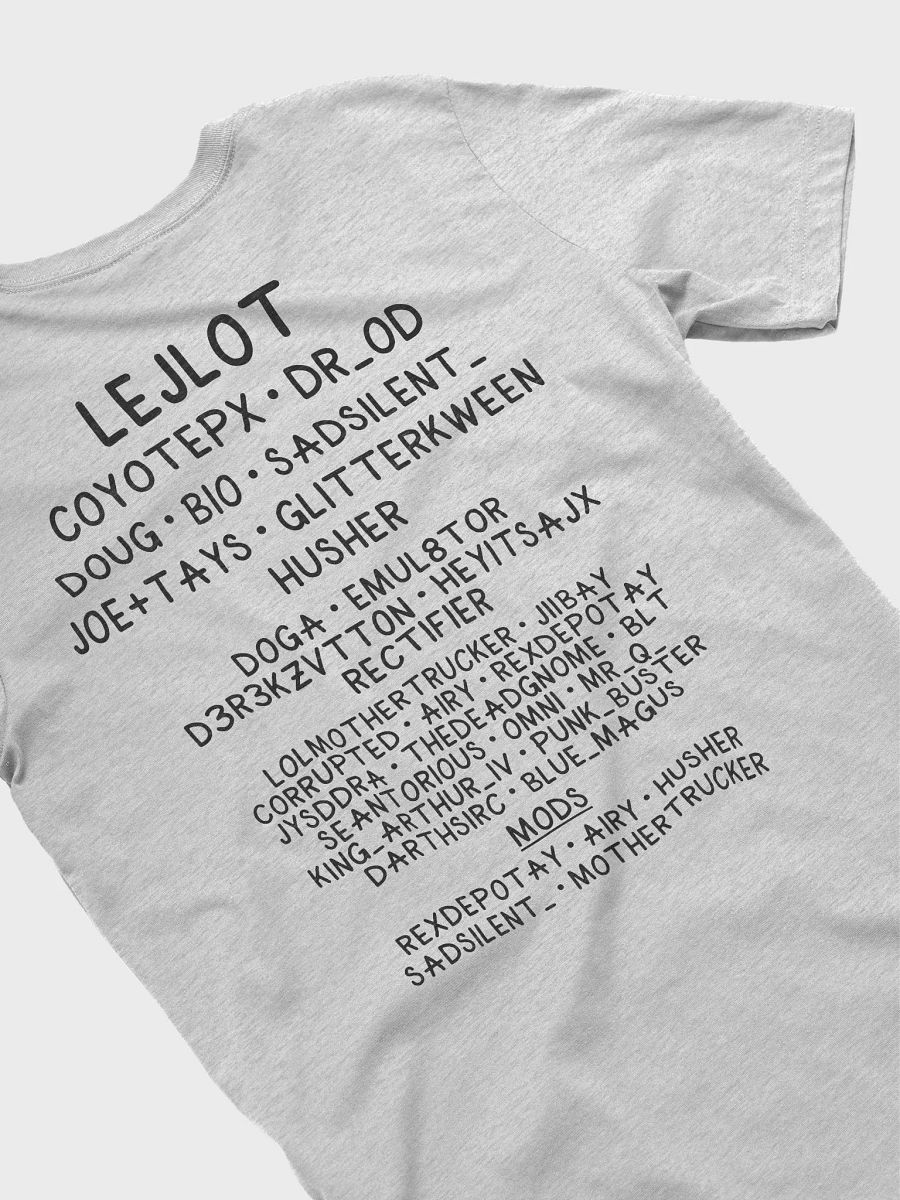 LEJLOT
COYOTEPX • DR_0D
DOUG • BIO • SADSILENT_
JOE+TAYS • GLITTERKWEEN
HUSHER
DOGA • EMUL8TOR
D3R3KZVTTON • HEYITSAJX
RECTIFIER
LOLMOTHERTRUCKER • JIIBAY
CORRUPTED • AIRY • REXDEPOTAY
JYSDDRA • THEDEADGNOME • BLT
SEANTORIOUS • OMNI • MR_Q_
KING_ARTHUR_IV • PUNK_BUSTER
DARTHSIRC • BLUE_MAGUS
MODS
REXDEPOTAY • AIRY • HUSHER
SADSILENT_ • MOTHERTRUCKER